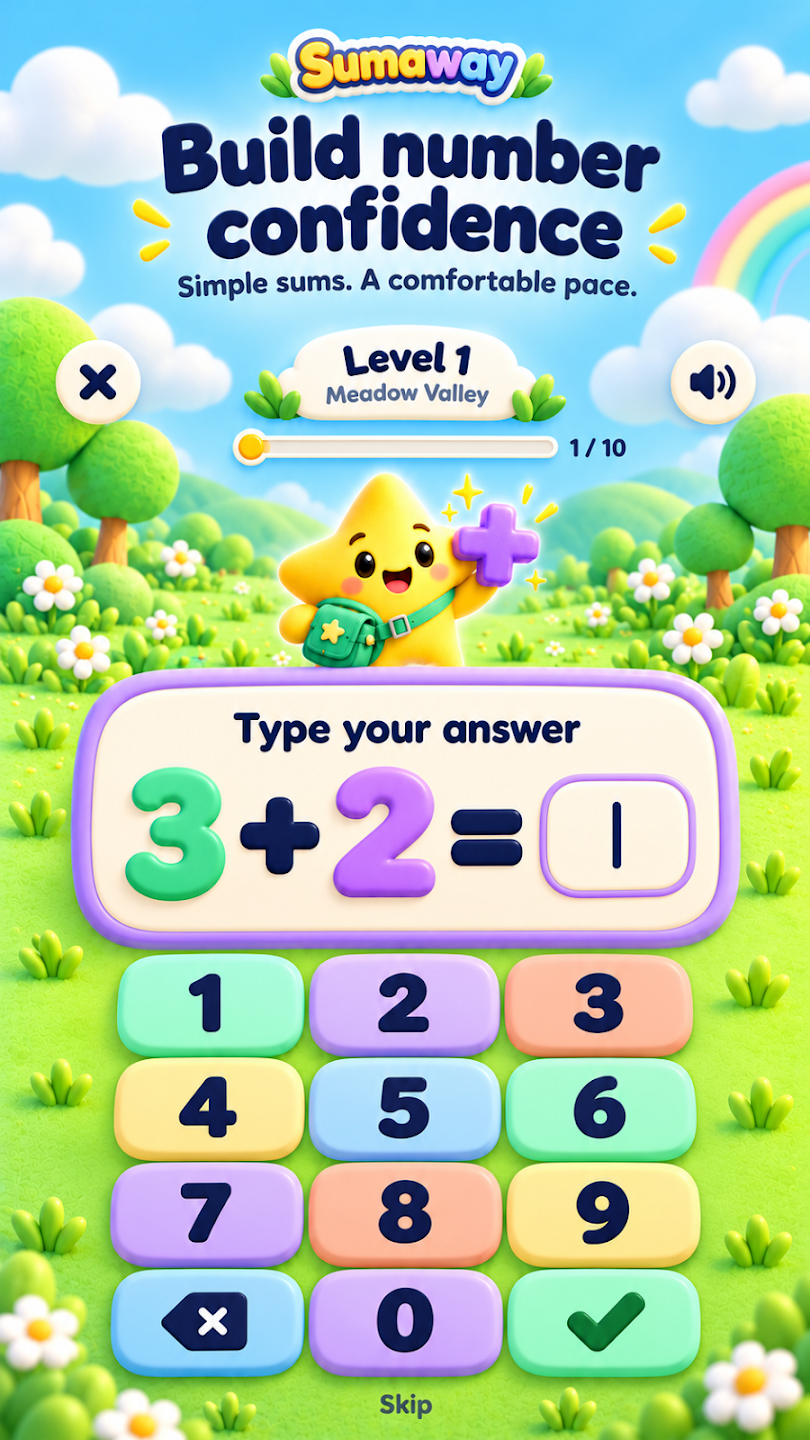 Sumaway
Build number
confidence
Simple sums. A comfortable pace.
Level 1
Meadow Valley
1 / 10
Type your answer
3+2=
1 2 3
4 5 6
7 8 9
0
Skip